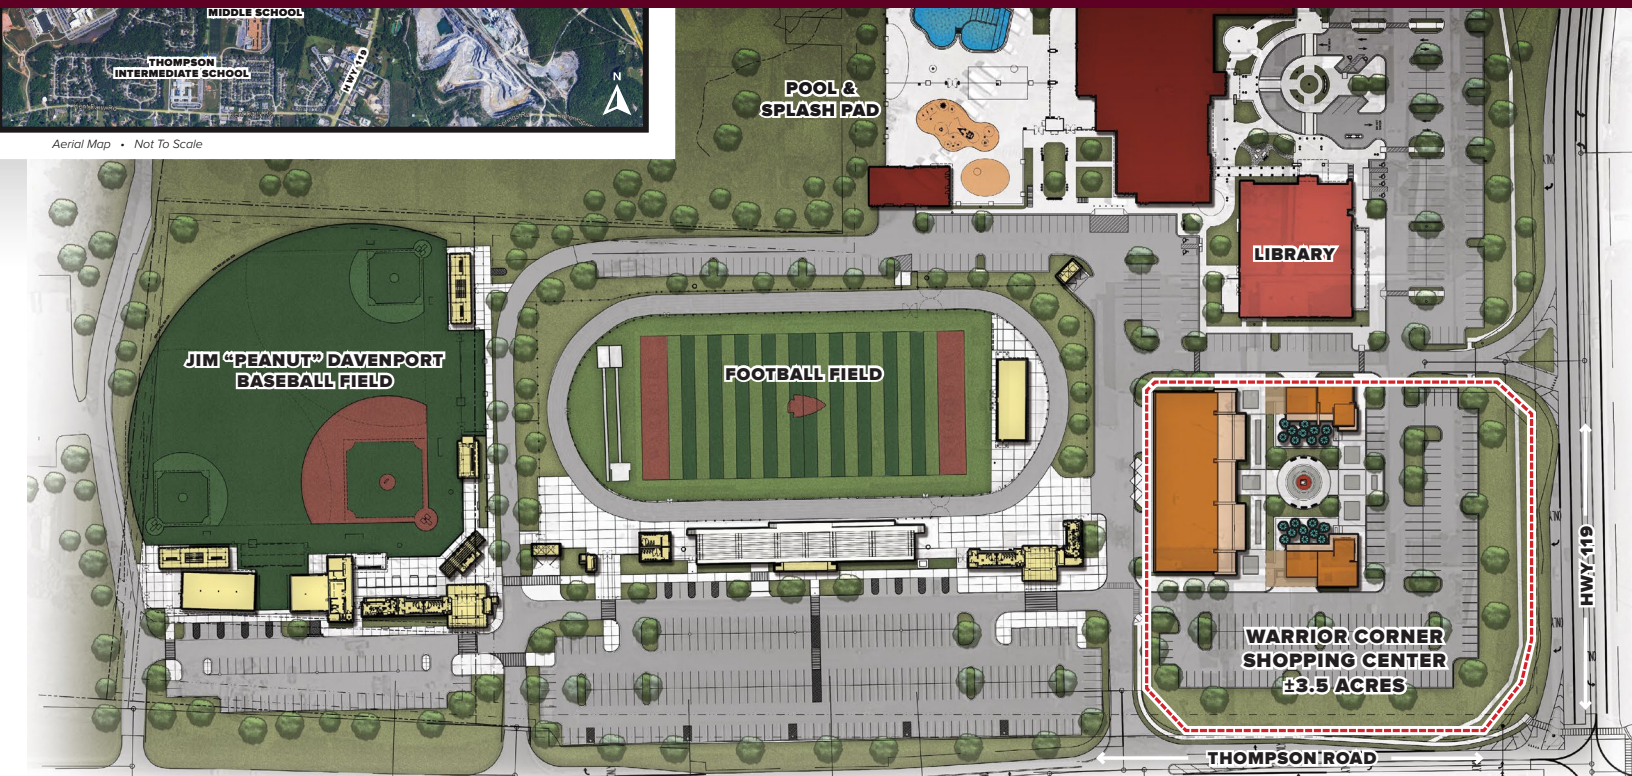 MIDDLE SCHOOL
THOMPSON
INTERMEDIATE SCHOOL
HWY 119
N
Aerial Map • Not To Scale
POOL &
SPLASH PAD
LIBRARY
JIM “PEANUT” DAVENPORT
BASEBALL FIELD
FOOTBALL FIELD
HWY 119
WARRIOR CORNER
SHOPPING CENTER
±3.5 ACRES
THOMPSON ROAD